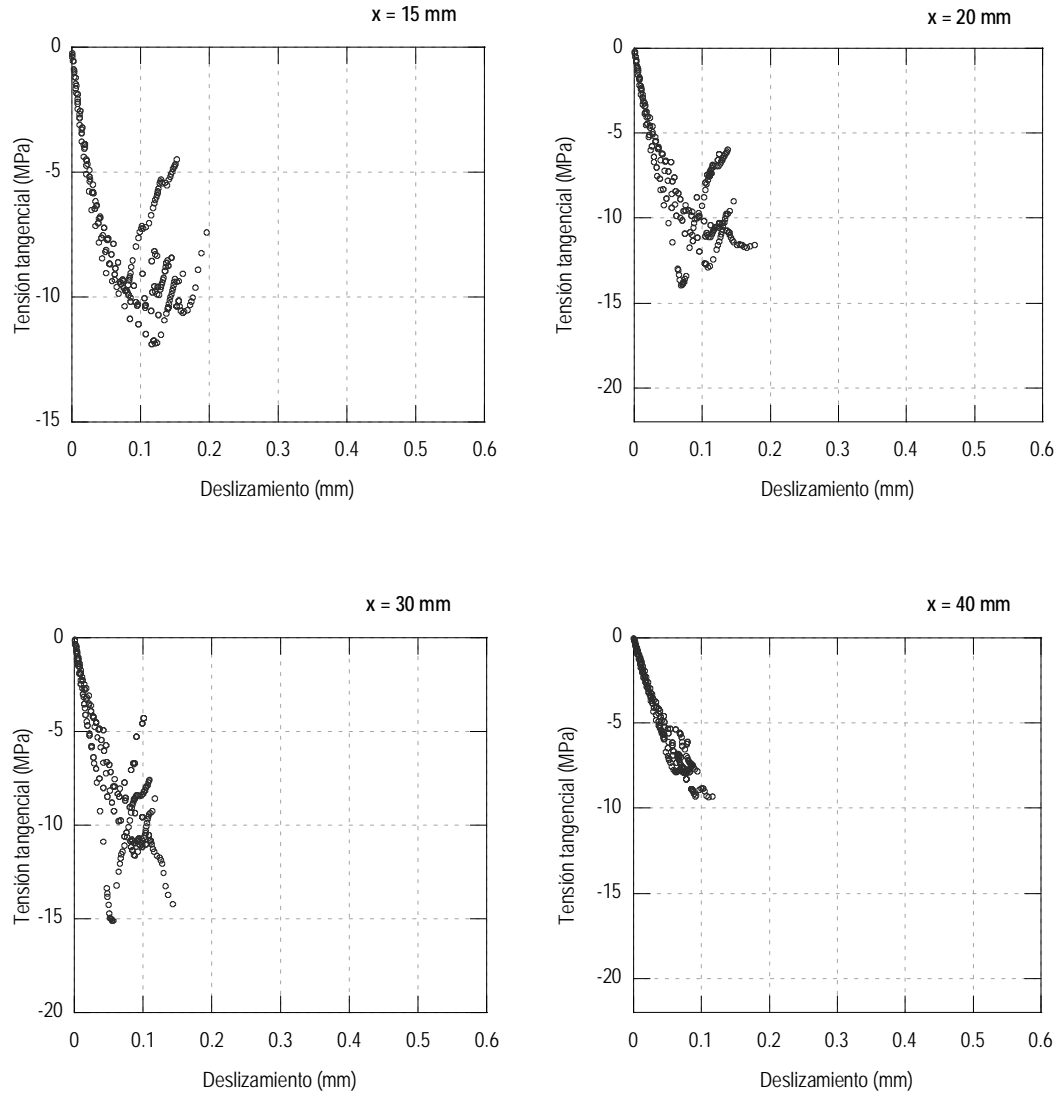 x = 15 mm
0
-5
-10
-15
Tensión tangencial (MPa)
0 0.1 0.2 0.3 0.4 0.5 0.6
Deslizamiento (mm)
x = 20 mm
0
-5
-10
-15
-20
Tensión tangencial (MPa)
0 0.1 0.2 0.3 0.4 0.5 0.6
Deslizamiento (mm)
x = 30 mm
0
-5
-10
-15
-20
Tensión tangencial (MPa)
0 0.1 0.2 0.3 0.4 0.5 0.6
Deslizamiento (mm)
x = 40 mm
0
-5
-10
-15
-20
Tensión tangencial (MPa)
0 0.1 0.2 0.3 0.4 0.5 0.6
Deslizamiento (mm)